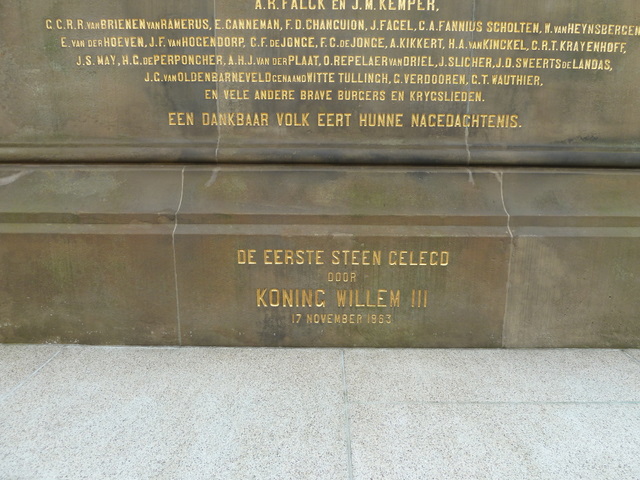 A.R. FALCK EN J.M. KEMPER,
G.C.R.R. VAN BRIENEN VAN RAMERUS, E. CANNEMAN, F.D. CHANGUION, J. FAGEL, C.A. FANNIUS SCHOLTEN, W. VAN HEYNSBERGEN
E. VAN DER HOEVEN, J.F. VAN HOGENDORP, C.F. DE JONGE, F.C. DE JONGE, A. KIKKERT, H.A. VAN KINCKEL, C.R.T. KRAYENHOFF,
J.S. MAY, H.G. DE PERPONCHER, A.H.J. VAN DER PLAAT, O. REPELAER VAN DRIEL, J. SLICHER, J.D. SWEERTS DE LANDAS,
J.G. VAN OLDENBARNEVELD GENAAMD WITTE TULLINGH, G. VERDOOREN, G.T. WAUTHIER,
EN VELE ANDERE BRAVE BURGERS EN KRYGSLIEDEN.
EEN DANKBAAR VOLK EERT HUNNE NAGEDACHTENIS.
DE EERSTE STEEN GELEGD
DOOR
KONING WILLEM III
17 NOVEMBER 1863